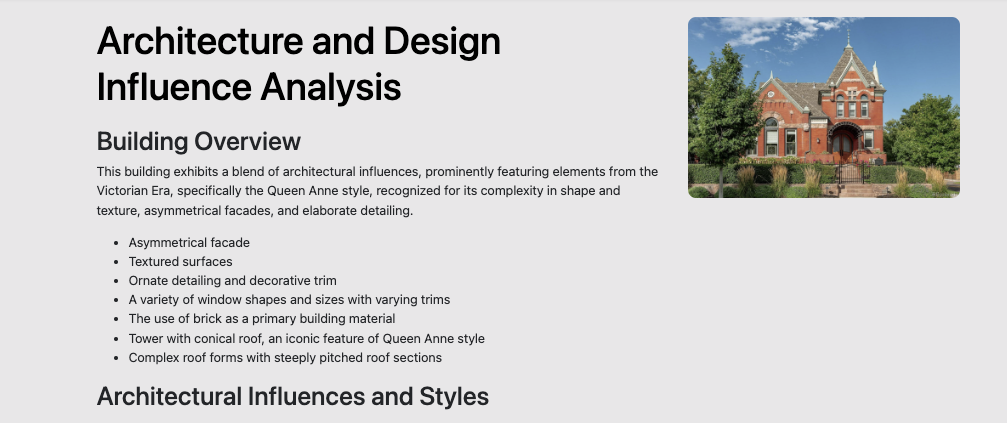 Architecture and Design
Influence Analysis
Building Overview
This building exhibits a blend of architectural influences, prominently featuring elements from the
Victorian Era, specifically the Queen Anne style, recognized for its complexity in shape and
texture, asymmetrical facades, and elaborate detailing.
• Asymmetrical facade
• Textured surfaces
• Ornate detailing and decorative trim
• A variety of window shapes and sizes with varying trims
• The use of brick as a primary building material
• Tower with conical roof, an iconic feature of Queen Anne style
• Complex roof forms with steeply pitched roof sections
Architectural Influences and Styles